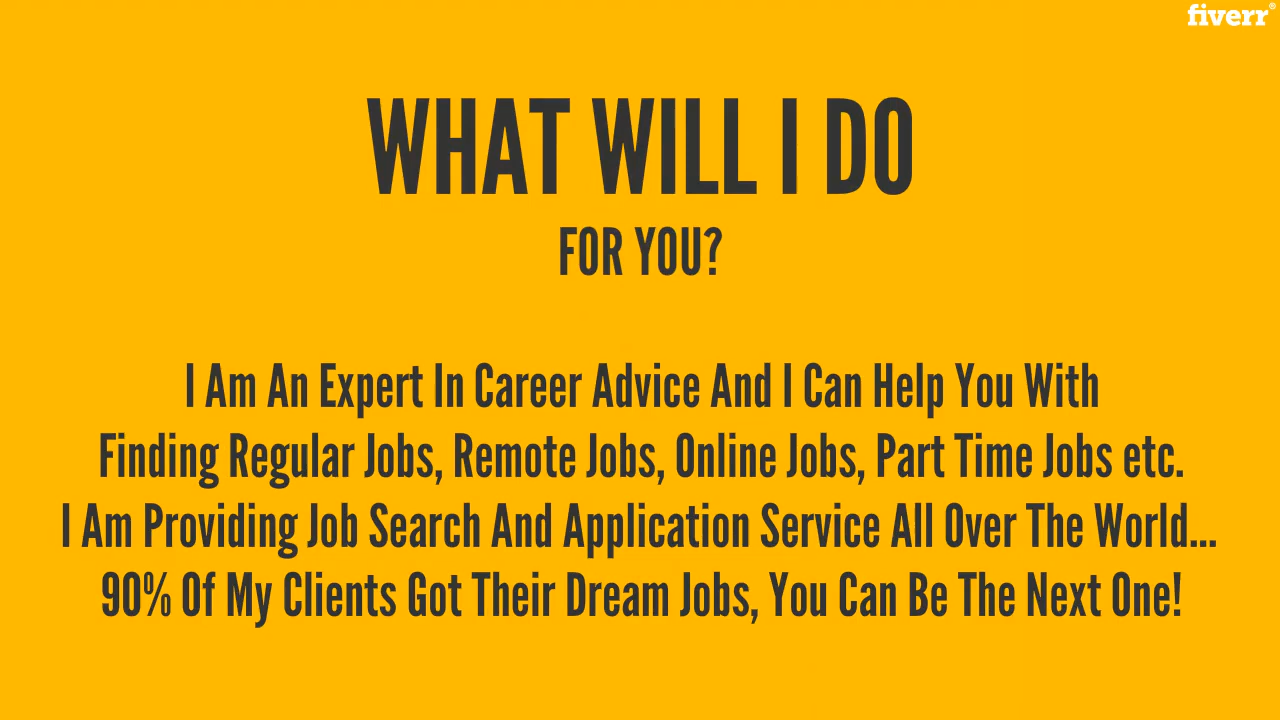 fiverr®
WHAT WILL I DO
FOR YOU?
I Am An Expert In Career Advice And I Can Help You With
Finding Regular Jobs, Remote Jobs, Online Jobs, Part Time Jobs etc.
I Am Providing Job Search And Application Service All Over The World...
90% Of My Clients Got Their Dream Jobs, You Can Be The Next One!